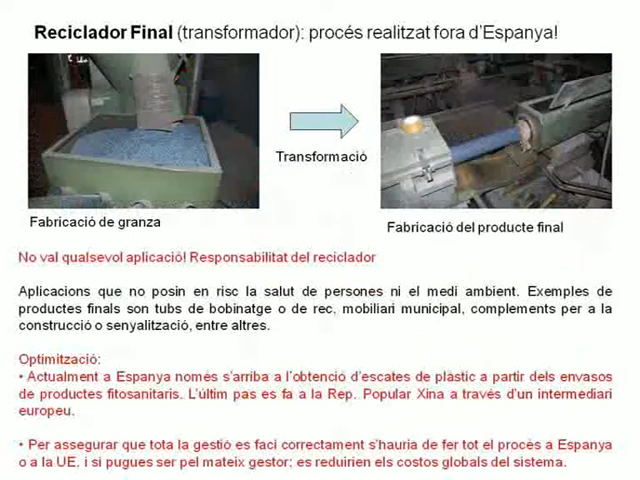 Reciclador Final (transformador): procés realitzat fora d'Espanya!
Transformació
Fabricació de granza
Fabricació del producte final
No val qualsevol aplicació! Responsabilitat del reciclador
Aplicacions que no posin en risc la salut de persones ni el medi ambient. Exemples de
productes finals son tubs de bobinatge o de rec, mobiliari municipal, complements per a la
construcció o senyalització, entre altres.
Optimització:
• Actualment a Espanya només s'arriba a l'obtenció d'escates de plàstic a partir dels envasos
de productes fitosanitaris. L'últim pas es fa a la Rep. Popular Xina a través d'un intermediari
europeu.
• Per assegurar que tota la gestió es faci correctament s'hauria de fer tot el procès a Espanya
o a la UE, i si pugues ser pel mateix gestor; es reduirien els costos globals del sistema.